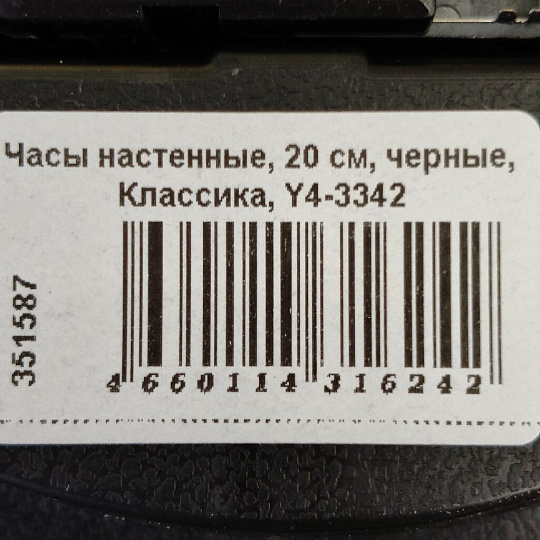 Часы настенные, 20 см, черные,
Классика, Y4-3342
351587
4 660114 316242